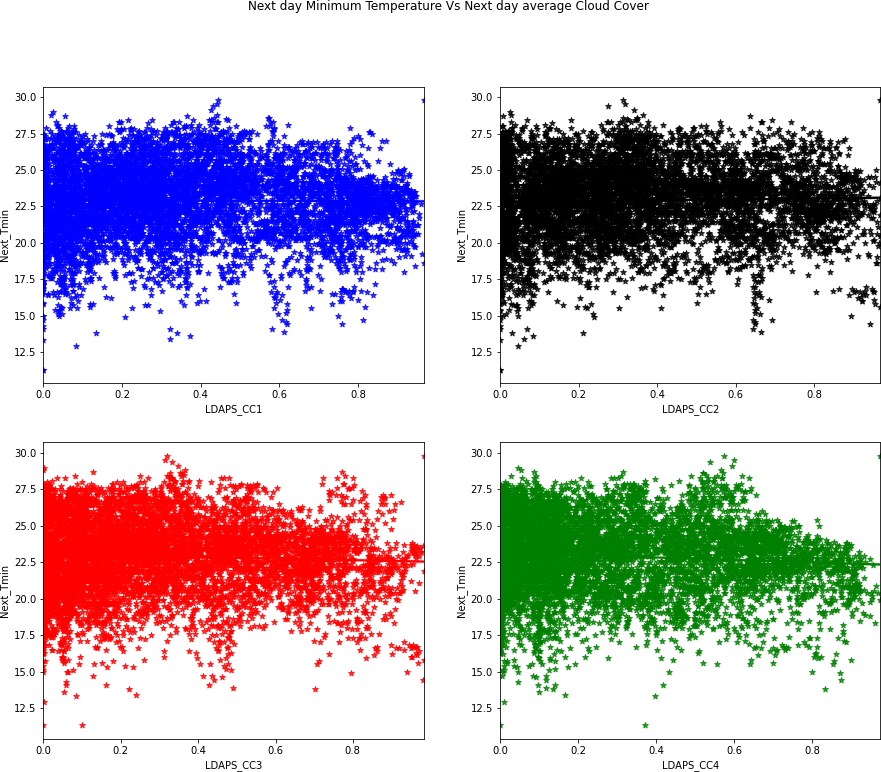 Next day Minimum Temperature Vs Next day average Cloud Cover
30.0
27.5
25.0
22.5
20.0
17.5
15.0
12.5
Next_Tmin
0.0 0.2 0.4 0.6 0.8
LDAPS_CC1
30.0
27.5
25.0
22.5
20.0
17.5
15.0
12.5
Next_Tmin
0.0 0.2 0.4 0.6 0.8
LDAPS_CC2
30.0
27.5
25.0
22.5
20.0
17.5
15.0
12.5
Next_Tmin
0.0 0.2 0.4 0.6 0.8
LDAPS_CC3
30.0
27.5
25.0
22.5
20.0
17.5
15.0
12.5
Next_Tmin
0.0 0.2 0.4 0.6 0.8
LDAPS_CC4